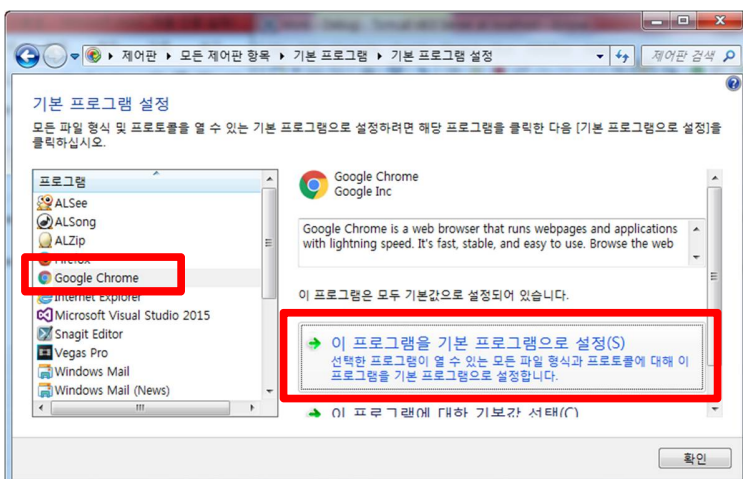 제어판 ▸ 모든 제어판 항목 ▸ 기본 프로그램 ▸ 기본 프로그램 설정
제어판 검색
기본 프로그램 설정
모든 파일 형식 및 프로토콜을 열 수 있는 기본 프로그램으로 설정하려면 해당 프로그램을 클릭한 다음 [기본 프로그램으로 설정]을
클릭하십시오.
프로그램
ALSee
ALSong
ALZip
Firefox
Google Chrome
Internet Explorer
Microsoft Visual Studio 2015
Snagit Editor
Vegas Pro
Windows Mail
Windows Mail (News)
Google Chrome
Google Inc
Google Chrome is a web browser that runs webpages and applications
with lightning speed. It's fast, stable, and easy to use. Browse the web
이 프로그램은 모두 기본값으로 설정되어 있습니다.
이 프로그램을 기본 프로그램으로 설정(S)
선택한 프로그램이 열 수 있는 모든 파일 형식과 프로토콜에 대해 이
프로그램을 기본 프로그램으로 설정합니다.
이 프로그램에 대한 기본값 선택(C)
확인